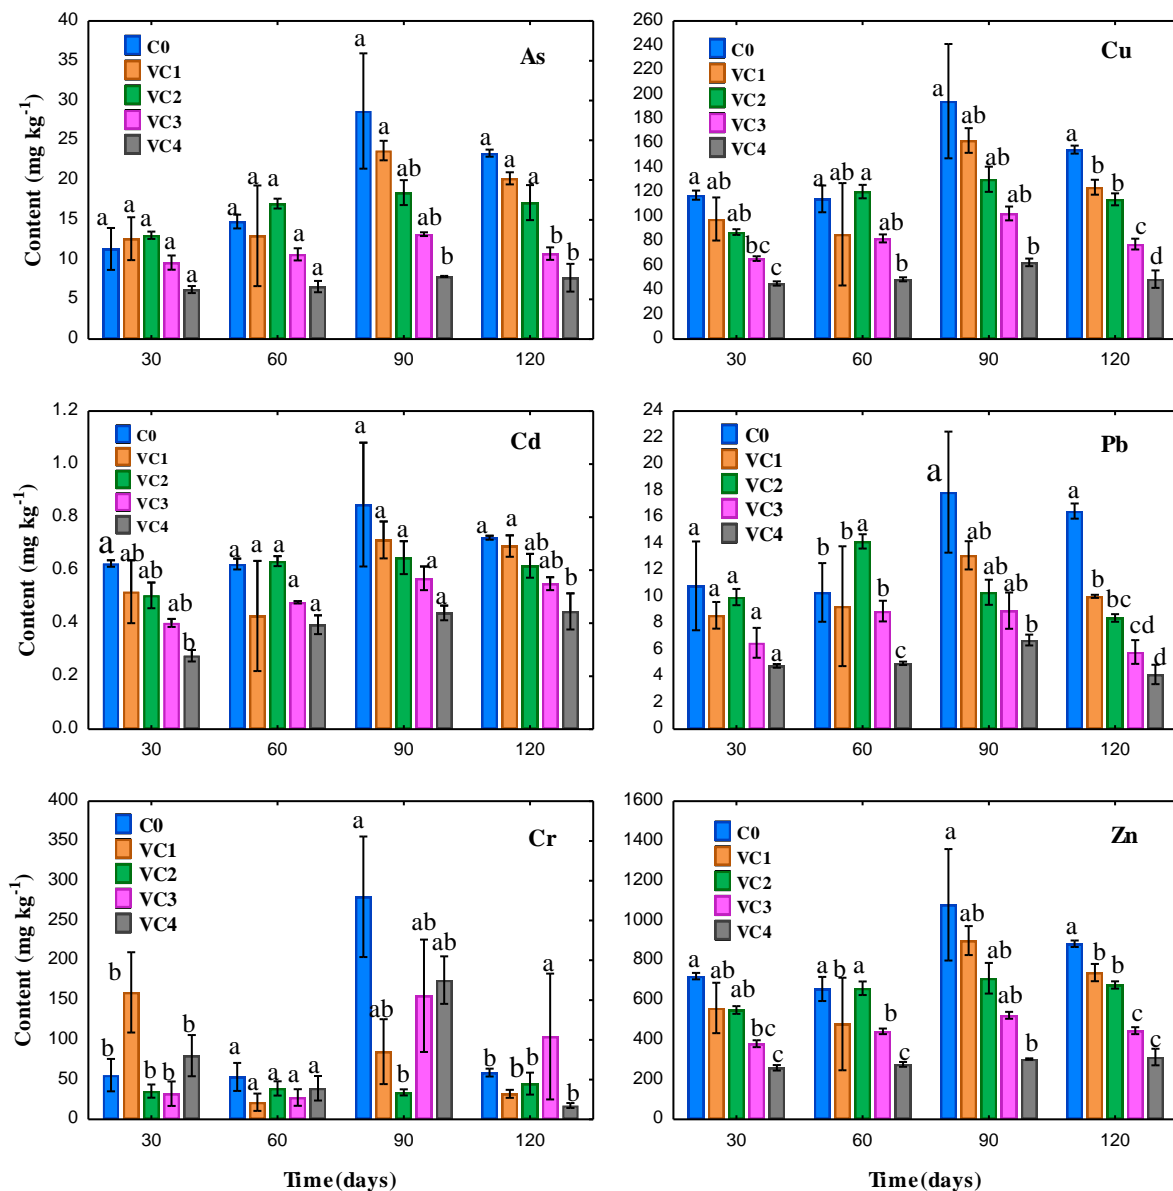 As
Content (mg kg-1)
40
35
30
25
20
15
10
5
0
C0
VC1
VC2
VC3
VC4
a a a a a
a a a a a
a a ab ab b
a a a b b
30 60 90 120
Cu
260
240
220
200
180
160
140
120
100
80
60
40
20
0
C0
VC1
VC2
VC3
VC4
a ab ab bc c
a ab a ab b
a ab ab ab b
a b b c d
30 60 90 120
Cd
Content (mg kg-1)
1.2
1.0
0.8
0.6
0.4
0.2
0.0
C0
VC1
VC2
VC3
VC4
a ab ab ab b
a a a a a
a a a a a
a a ab ab b
30 60 90 120
Pb
24
22
20
18
16
14
12
10
8
6
4
2
0
C0
VC1
VC2
VC3
VC4
a a a a a
b b a b c
a ab ab ab b
a b bc cd d
30 60 90 120
Cr
Content (mg kg-1)
400
350
300
250
200
150
100
50
0
C0
VC1
VC2
VC3
VC4
b b b b b
a a a a a
a ab b ab ab
b b b a b
30 60 90 120
Time(days)
Zn
1600
1400
1200
1000
800
600
400
200
0
C0
VC1
VC2
VC3
VC4
a ab ab bc c
a ab a b c
a ab ab ab b
a b b c c
30 60 90 120
Time(days)